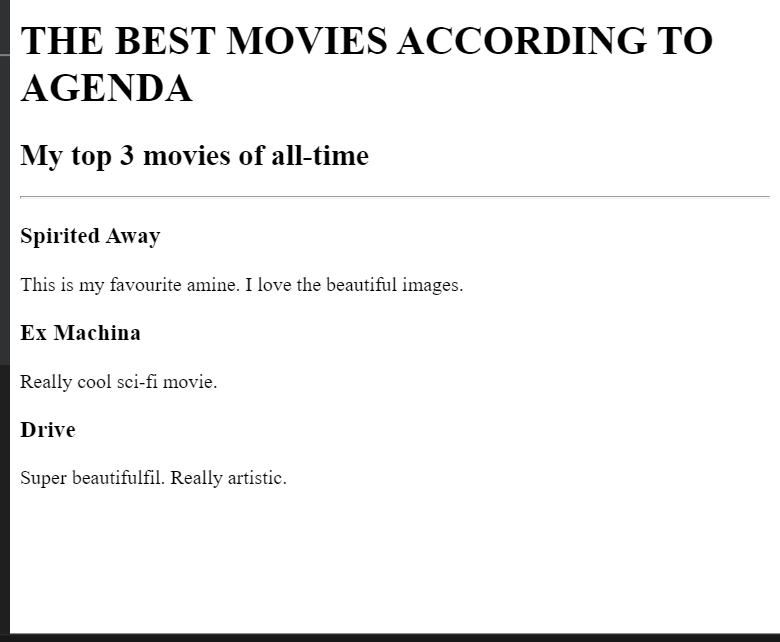 THE BEST MOVIES ACCORDING TO
AGENDA
My top 3 movies of all-time
Spirited Away
This is my favourite amine. I love the beautiful images.
Ex Machina
Really cool sci-fi movie.
Drive
Super beautifulfil. Really artistic.